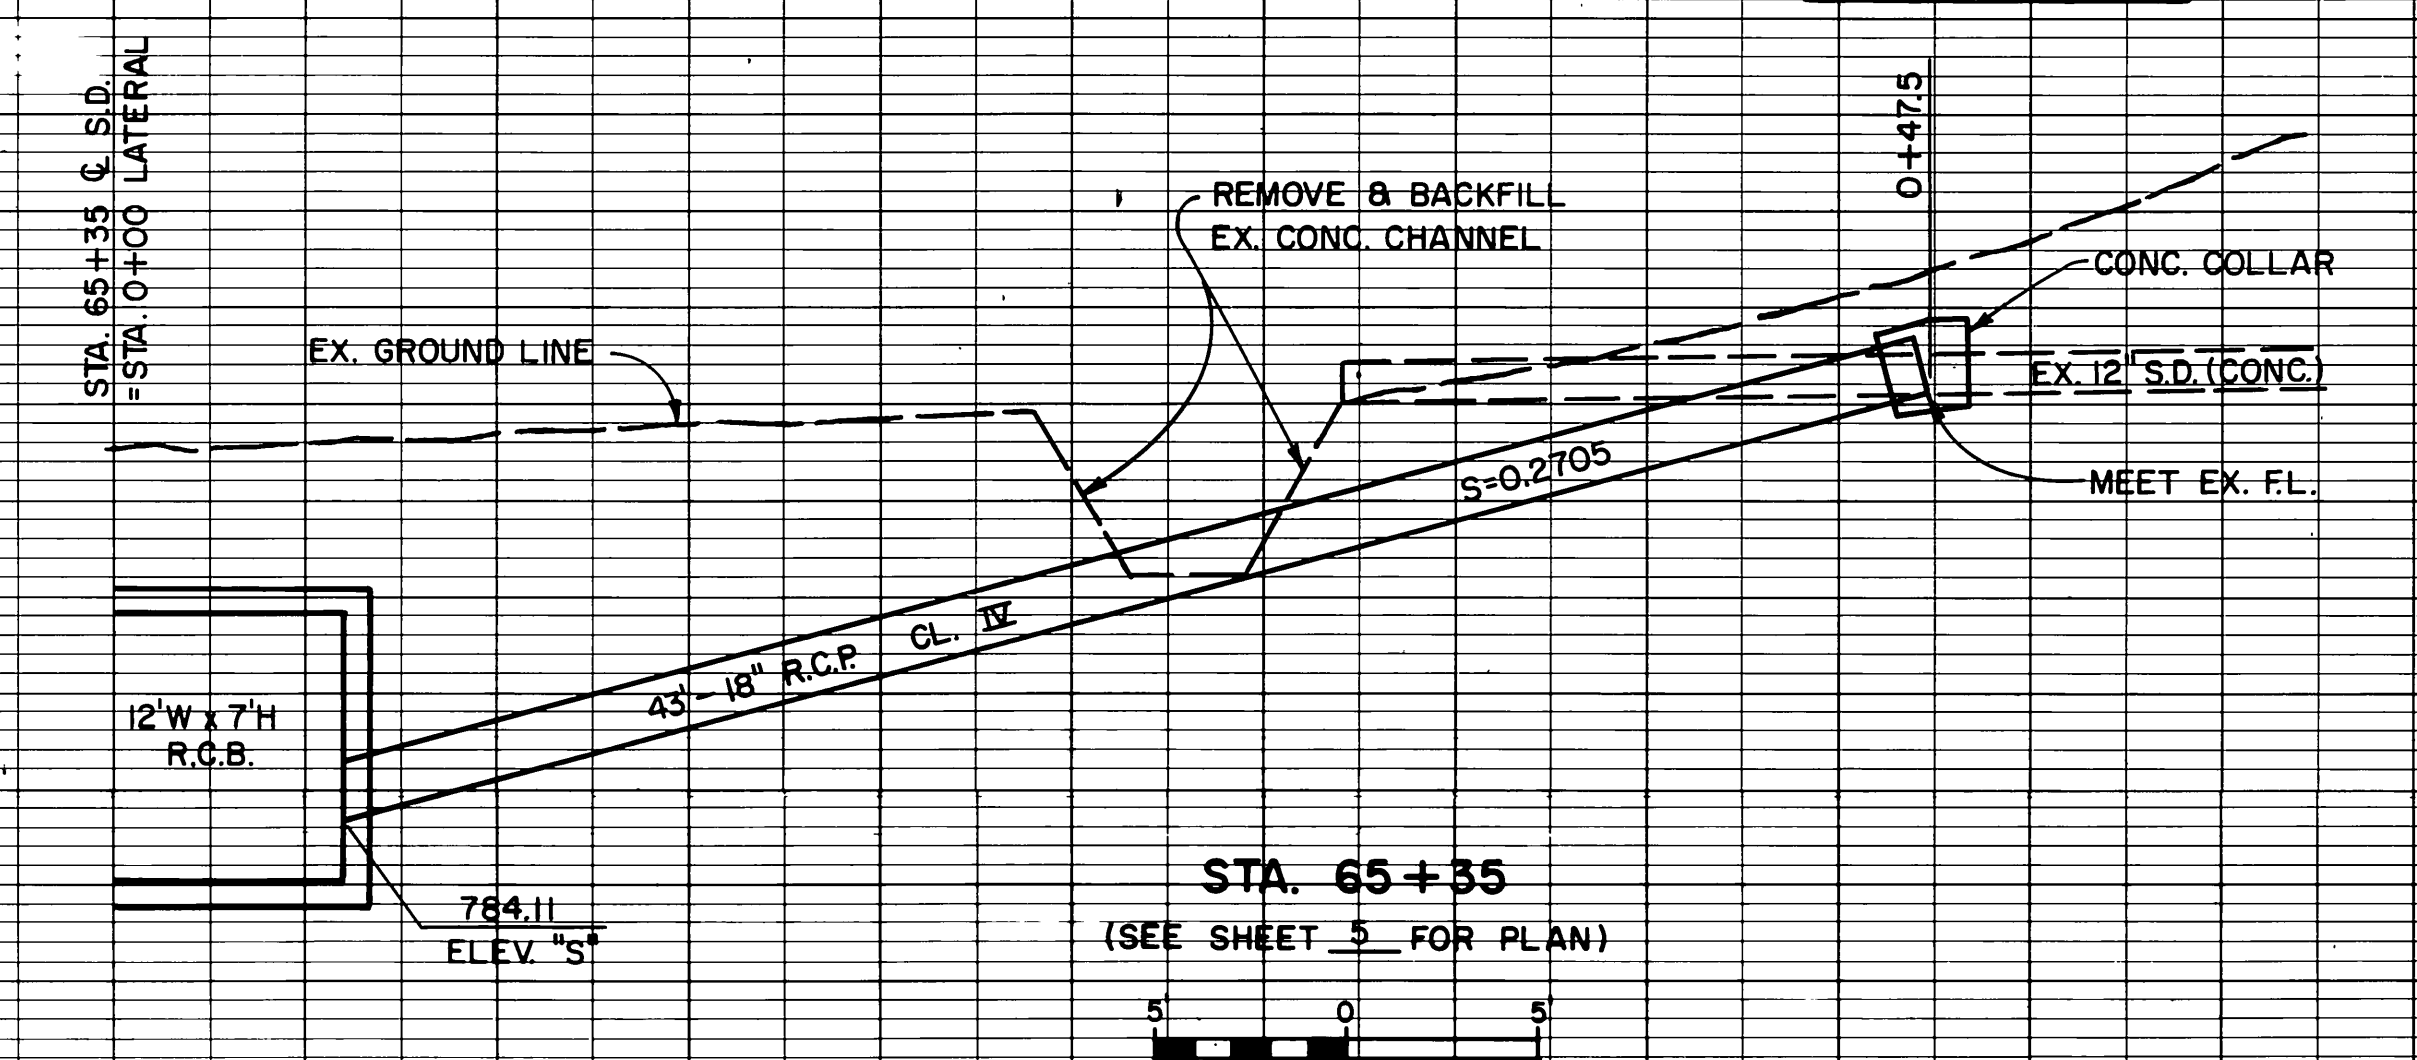 STA. 65+35 ℄ S.D.
=STA. 0+00 LATERAL
0+47.5
REMOVE & BACKFILL
EX. CONC. CHANNEL
CONC. COLLAR
EX. GROUND LINE
EX. 12" S.D. (CONC.)
S=0.2705
MEET EX. F.L.
43'-18" R.C.P. CL. IV
12'W x 7'H
R.C.B.
784.11
ELEV. "S"
STA. 65+35
(SEE SHEET 5 FOR PLAN)
5' 0 5'